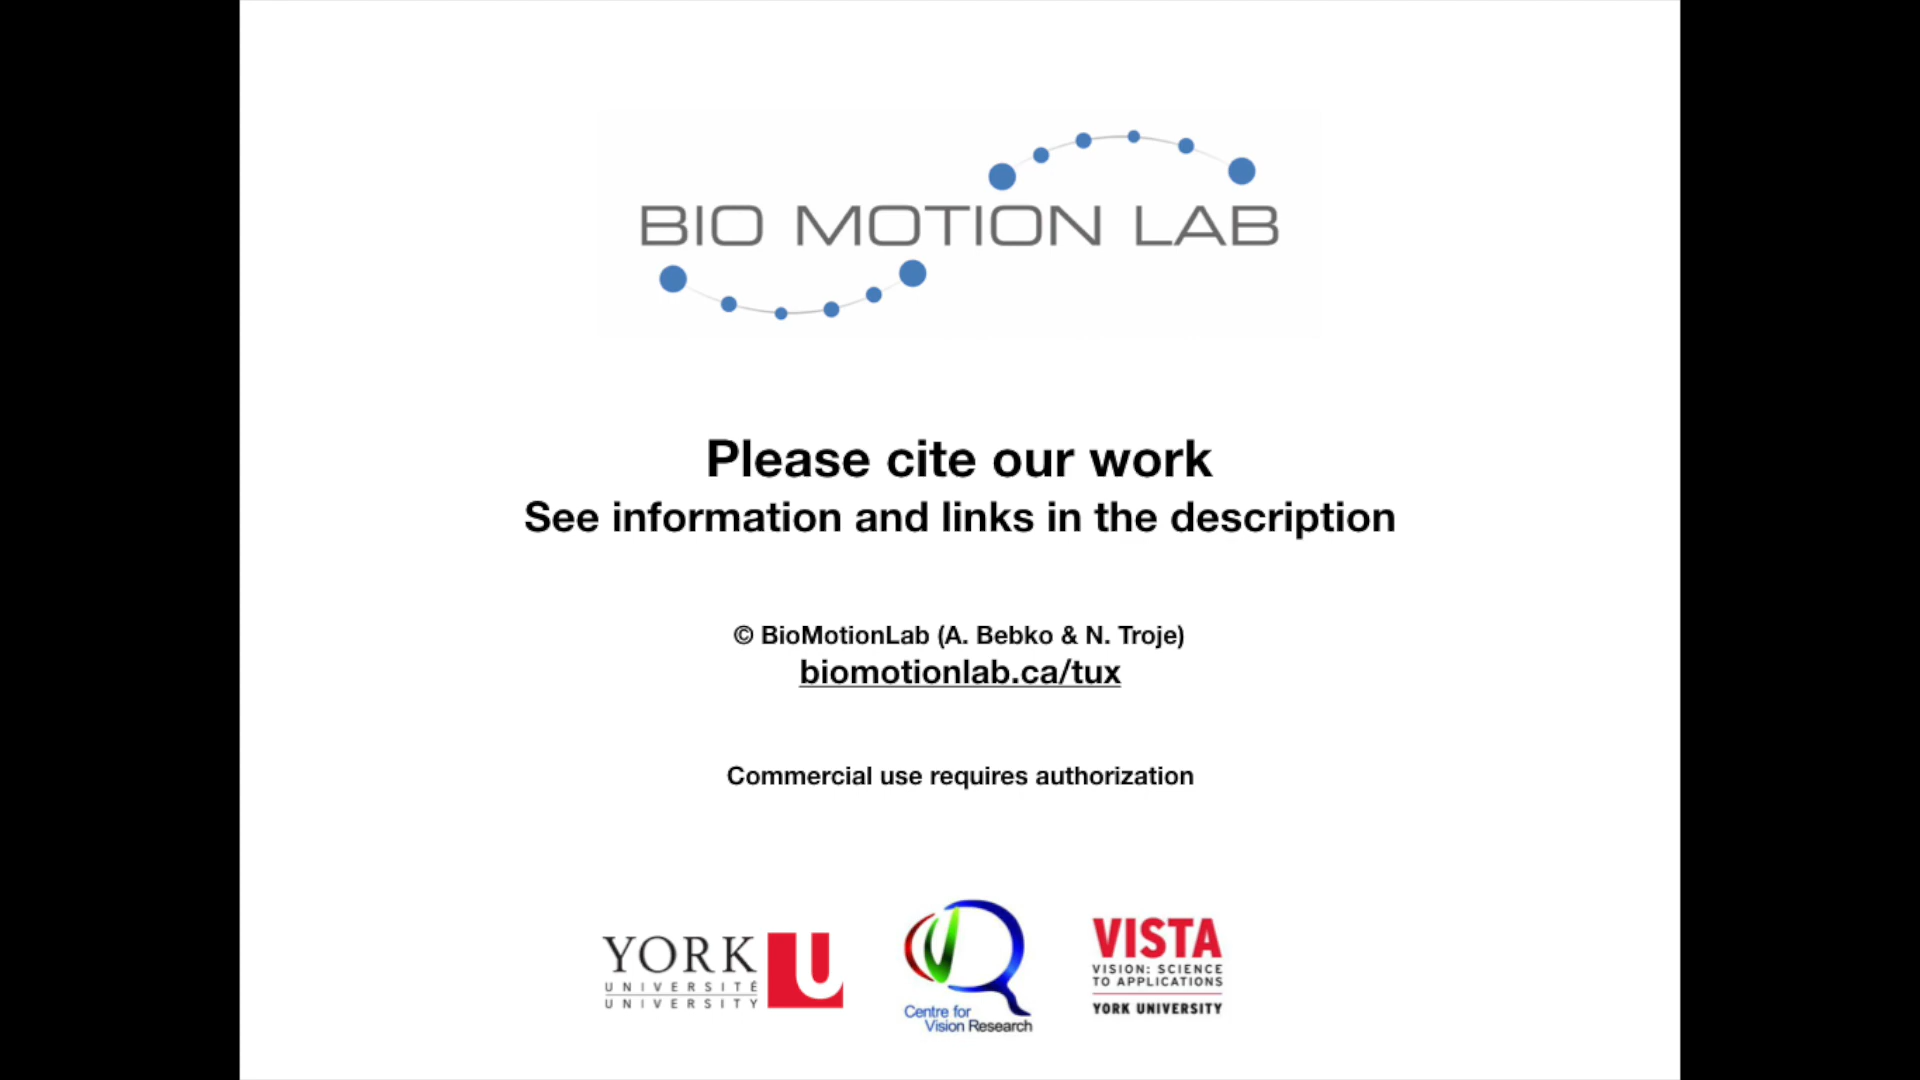 BIO MOTION LAB
Please cite our work
See information and links in the description
© BioMotionLab (A. Bebko & N. Troje)
biomotionlab.ca/tux
Commercial use requires authorization
YORK U
UNIVERSITÉ
UNIVERSITY
Centre for
Vision Research
VISTA
VISION: SCIENCE
TO APPLICATIONS
YORK UNIVERSITY